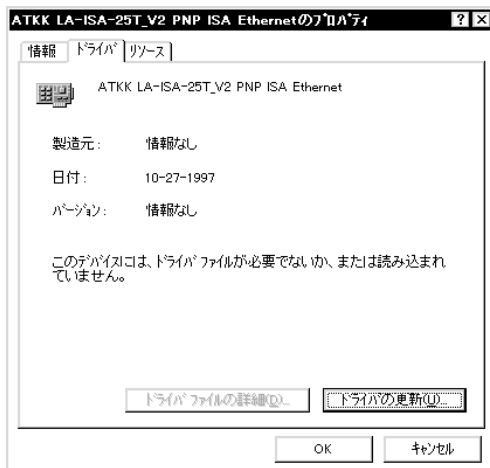 ATKK LA-ISA-25T_V2 PNP ISA Ethernetのﾌﾟﾛﾊﾟﾃｨ
情報 ﾄﾞﾗｲﾊﾞ ﾘｿｰｽ
ATKK LA-ISA-25T_V2 PNP ISA Ethernet
製造元: 情報なし
日付: 10-27-1997
ﾊﾞｰｼﾞｮﾝ: 情報なし
このﾃﾞﾊﾞｲｽには、ﾄﾞﾗｲﾊﾞ ﾌｧｲﾙが必要でないか、または読み込まれ
ていません。
ﾄﾞﾗｲﾊﾞ ﾌｧｲﾙの詳細(D)... ﾄﾞﾗｲﾊﾞの更新(U)...
OK ｷｬﾝｾﾙ